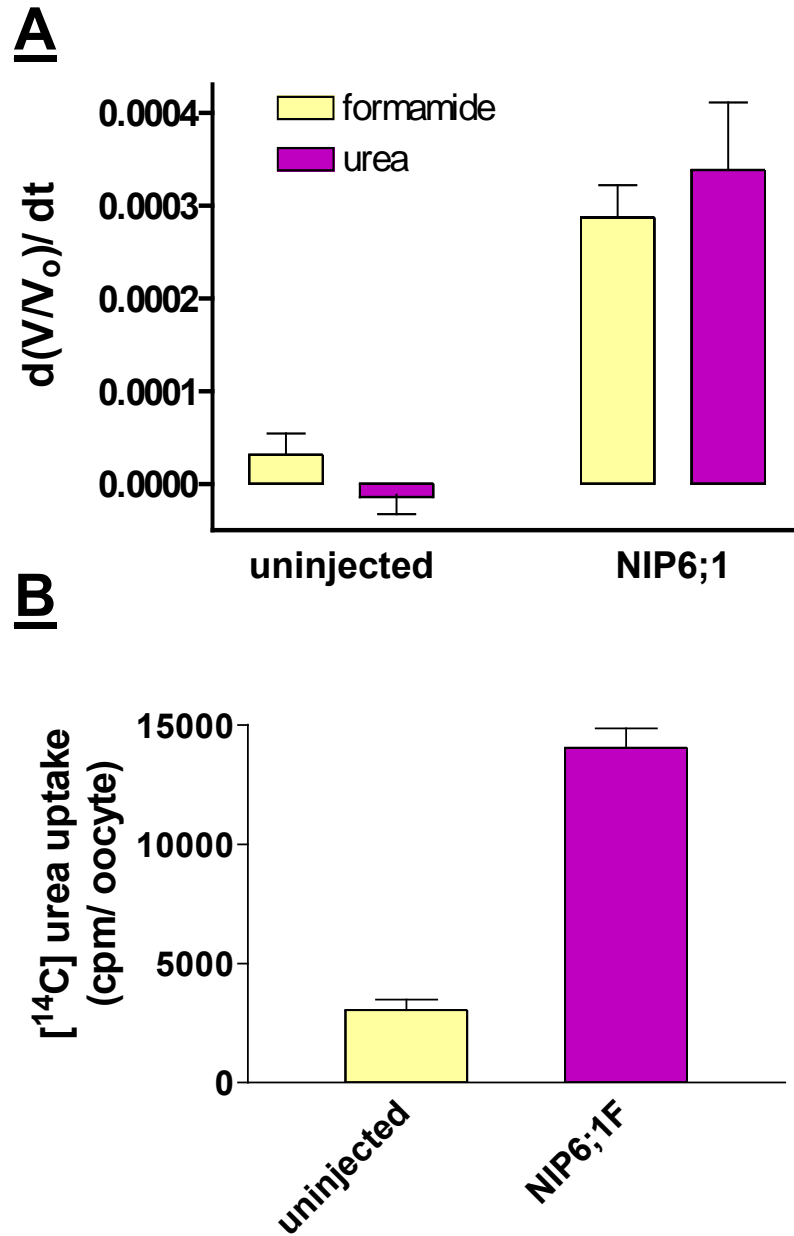 A
formamide
urea
0.0004
0.0003
0.0002
0.0001
0.0000
d(V/Vo)/ dt
uninjected NIP6;1
B
15000
10000
5000
0
[¹⁴C] urea uptake
(cpm/ oocyte)
uninjected
NIP6;1F